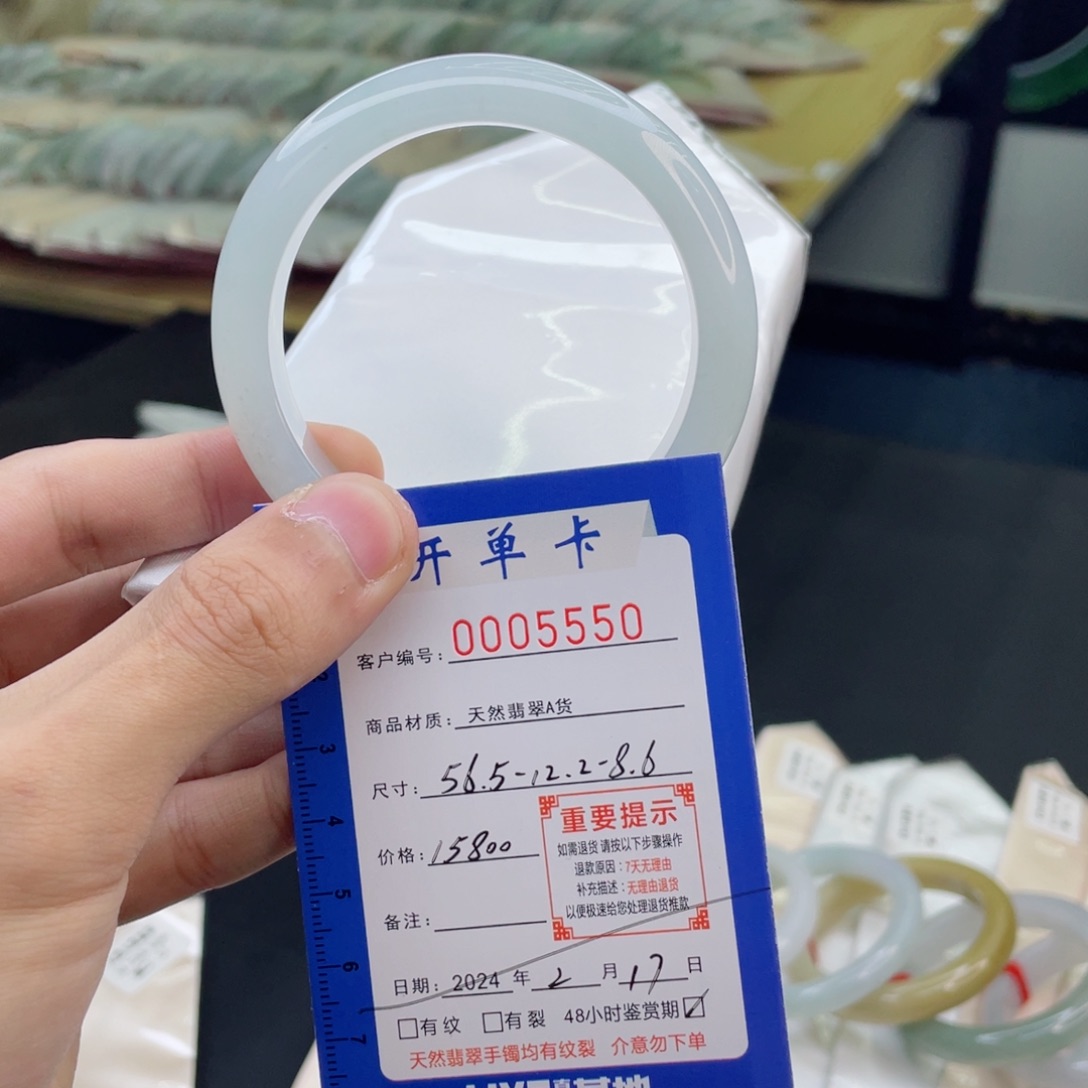 开单卡
客户编号: 0005550
商品材质: 天然翡翠A货
尺寸: 56.5-12.2-8.6
价格: 15800
重要提示
如需退货 请按以下步骤操作
退款原因: 7天无理由
补充描述: 无理由退货
以便极速给您处理退货推款
备注:
日期: 2024 年 2 月 17 日
□有纹 □有裂 48小时鉴赏期☑
天然翡翠手镯均有纹裂 介意勿下单
3
4
5
6
7